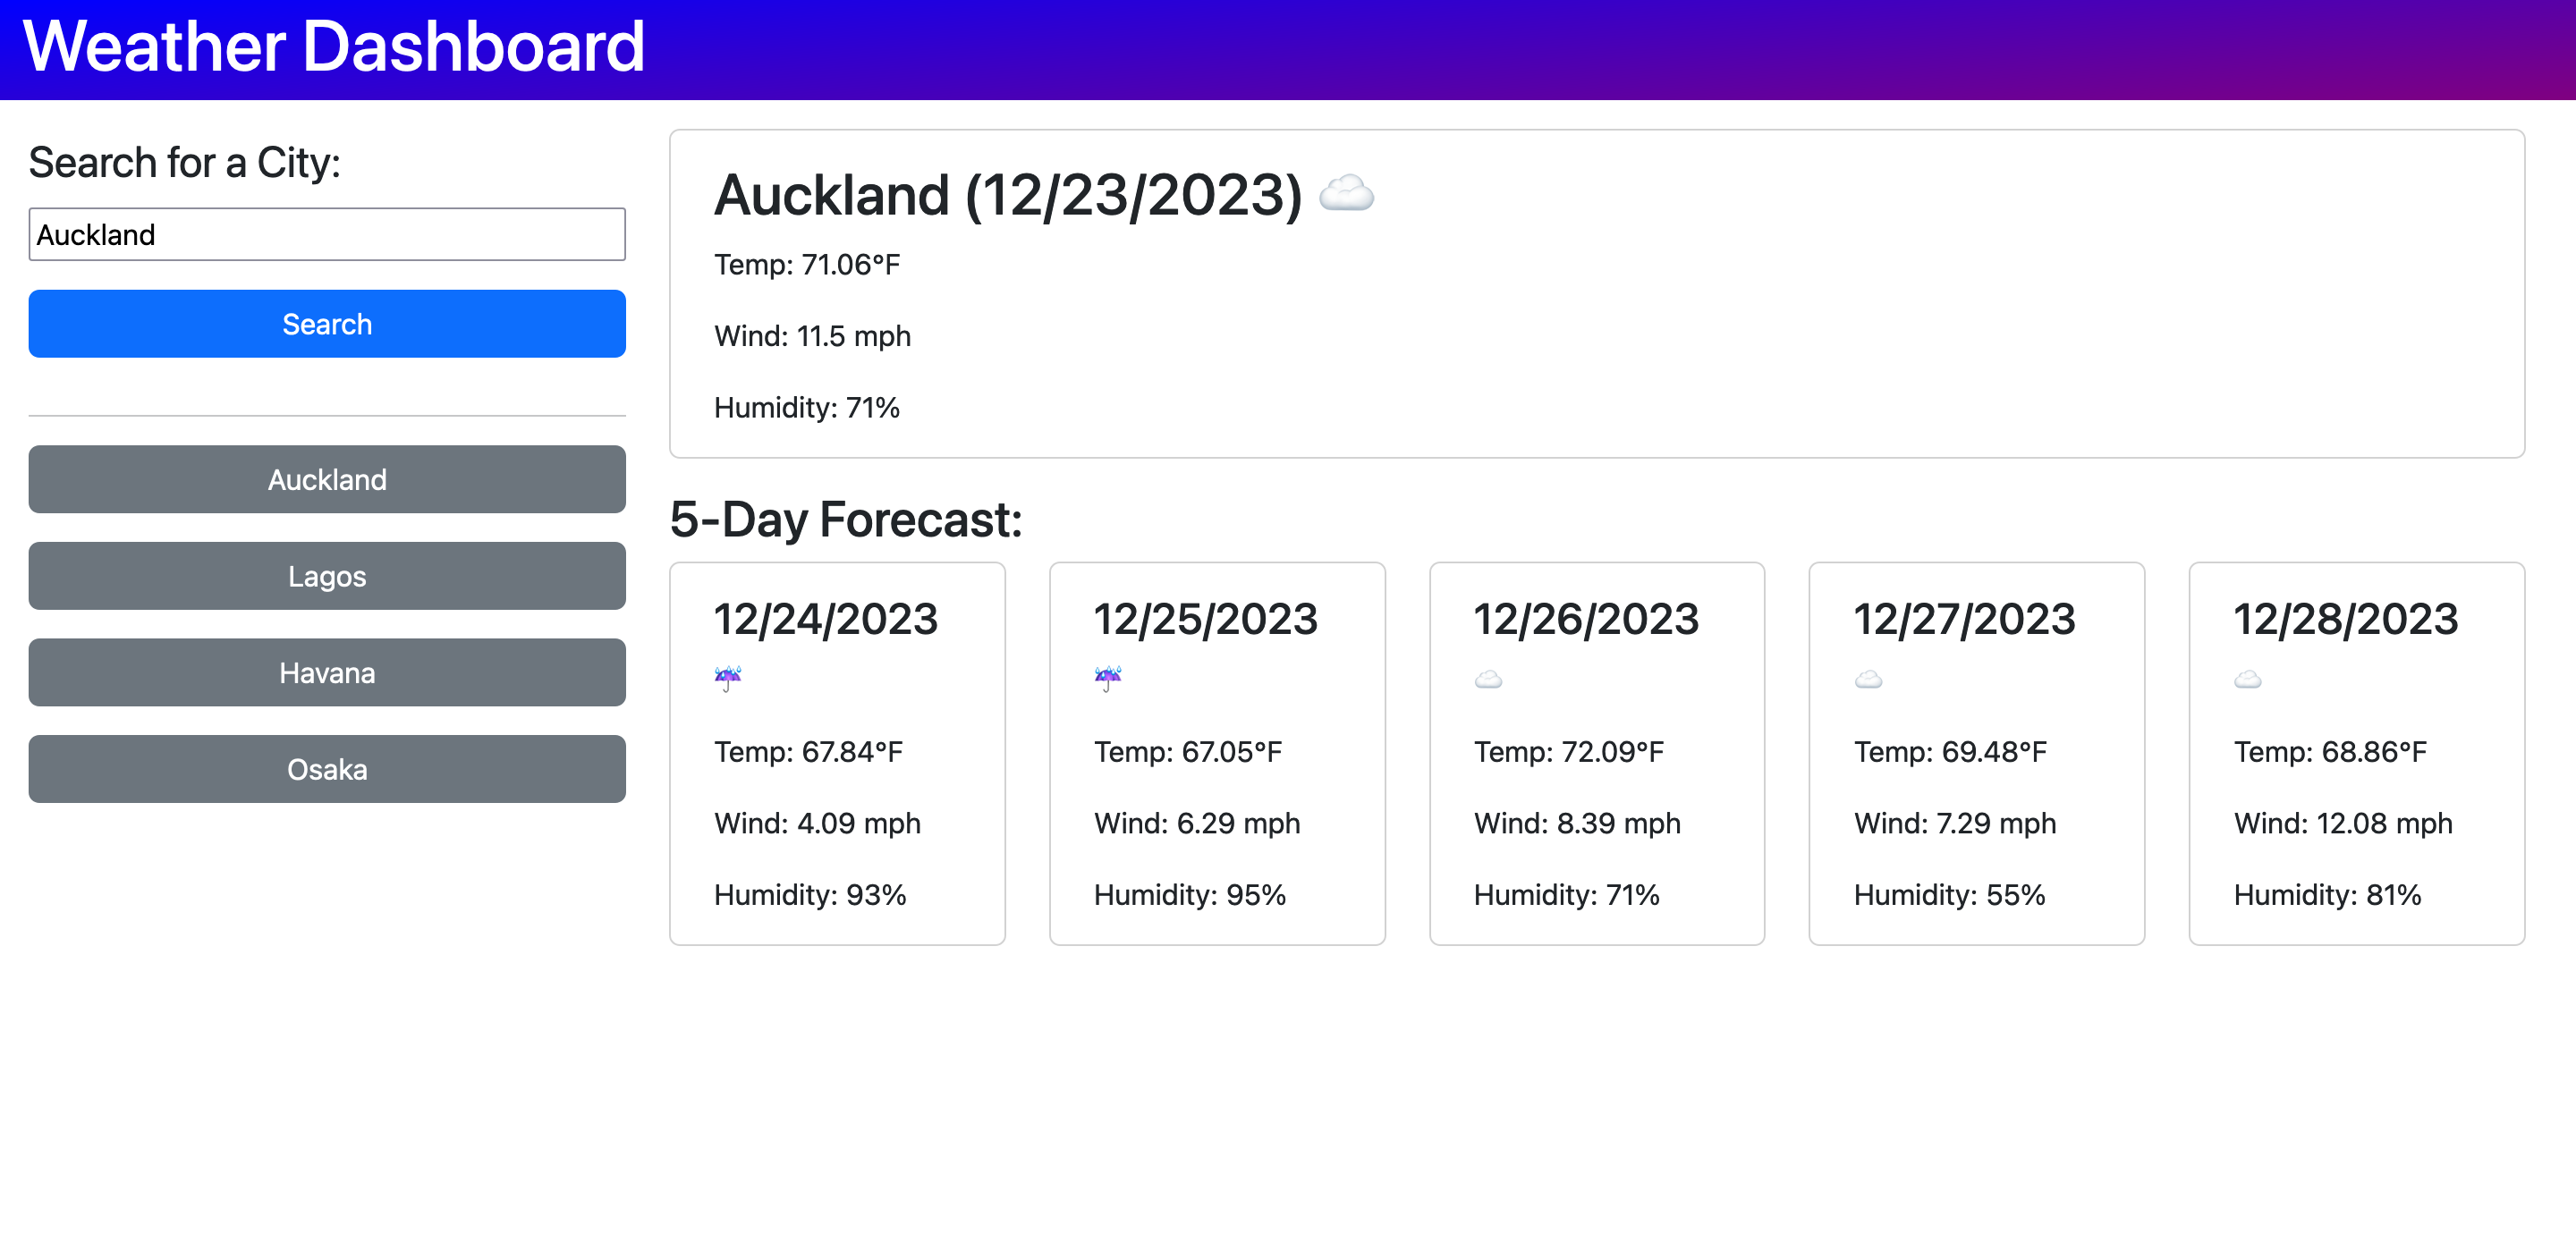 Weather Dashboard
Search for a City:
Auckland
Search
Auckland
Lagos
Havana
Osaka
Auckland (12/23/2023) ☁️
Temp: 71.06°F
Wind: 11.5 mph
Humidity: 71%
5-Day Forecast:
12/24/2023
☔
Temp: 67.84°F
Wind: 4.09 mph
Humidity: 93%
12/25/2023
☔
Temp: 67.05°F
Wind: 6.29 mph
Humidity: 95%
12/26/2023
☁️
Temp: 72.09°F
Wind: 8.39 mph
Humidity: 71%
12/27/2023
☁️
Temp: 69.48°F
Wind: 7.29 mph
Humidity: 55%
12/28/2023
☁️
Temp: 68.86°F
Wind: 12.08 mph
Humidity: 81%